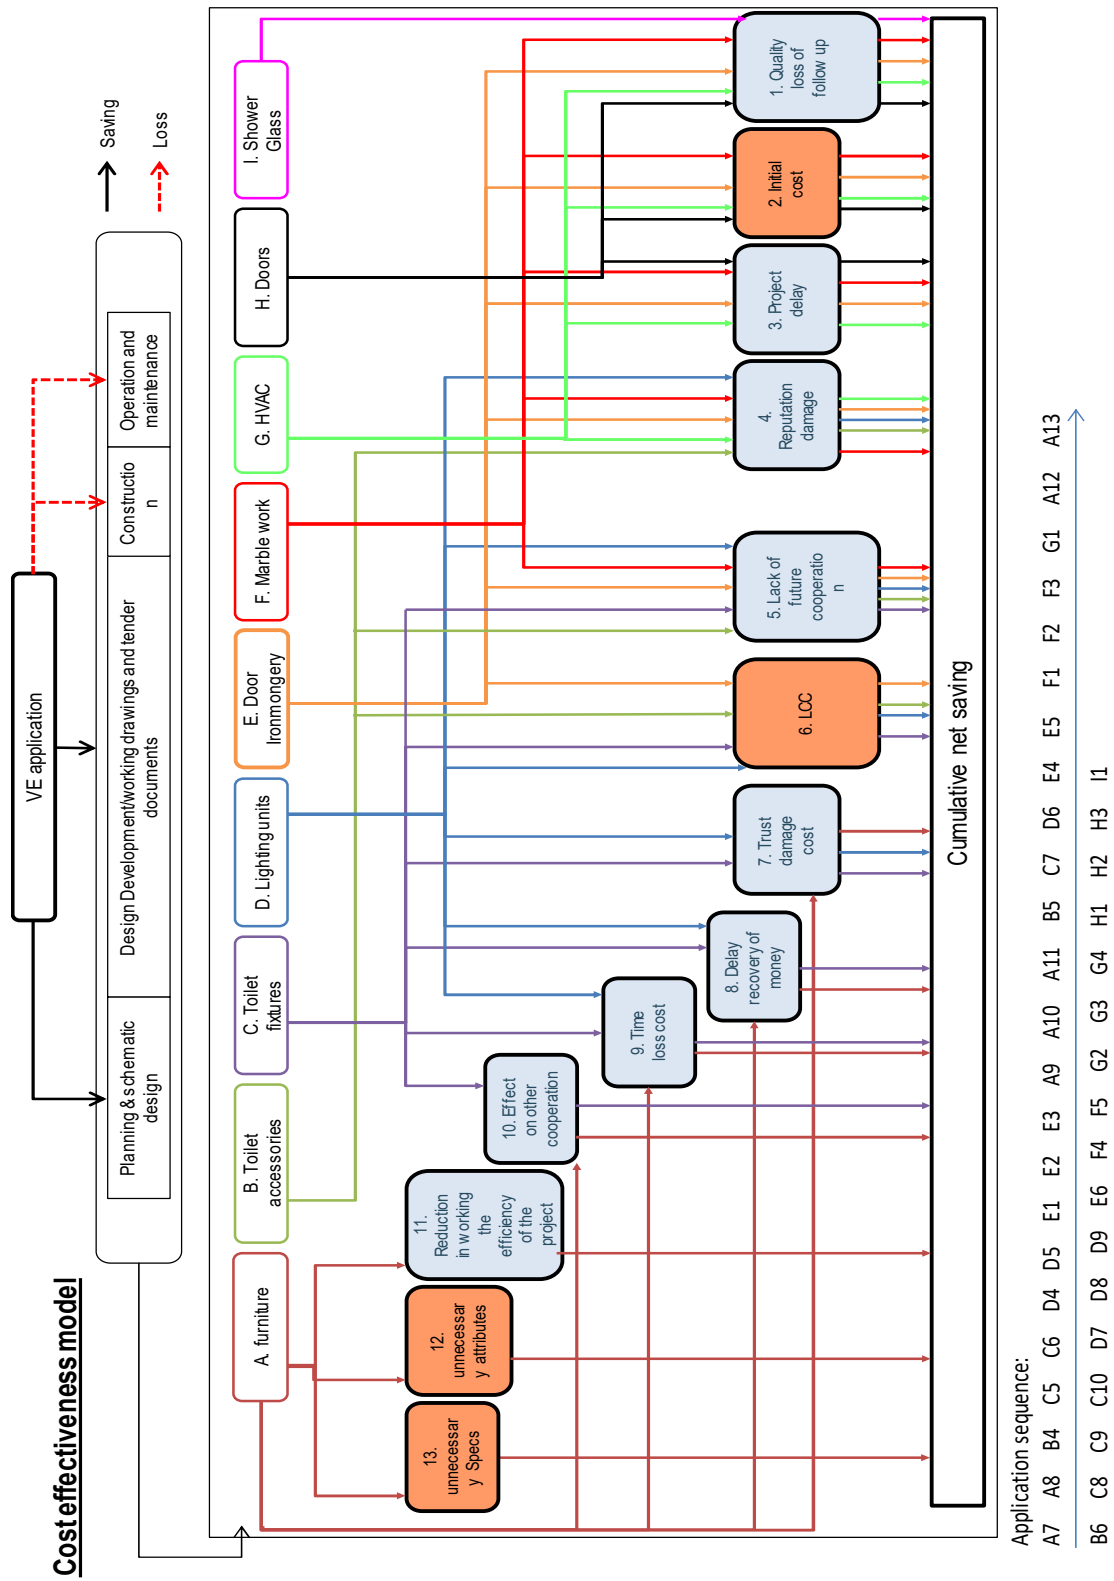 Cost effectiveness model
VE application
Saving
Loss
Planning & schematic
design
Design Development/working drawings and tender
documents
Constructio
n
Operation and
maintenance
A. furniture
B. Toilet
accessories
C. Toilet
fixtures
D. Lighting units
E. Door
Ironmongery
F. Marble work
G. HVAC
H. Doors
I. Shower
Glass
13.
unnecessar
y Specs
12.
unnecessar
y attributes
11.
Reduction
in working
the
efficiency
of the
project
10. Effect
on other
cooperation
9. Time
loss cost
8. Delay
recovery of
money
7. Trust
damage
cost
6. LCC
5. Lack of
future
cooperatio
n
4.
Reputation
damage
3. Project
delay
2. Initial
cost
1. Quality
loss of
follow up
Cumulative net saving
Application sequence:
A7 A8 B4 C5 C6 D4 D5 E1 E2 E3 A9 A10 A11 B5 C7 D6 E4 E5 F1 F2 F3 G1 A12 A13
B6 C8 C9 C10 D7 D8 D9 E6 F4 F5 G2 G3 G4 H1 H2 H3 I1